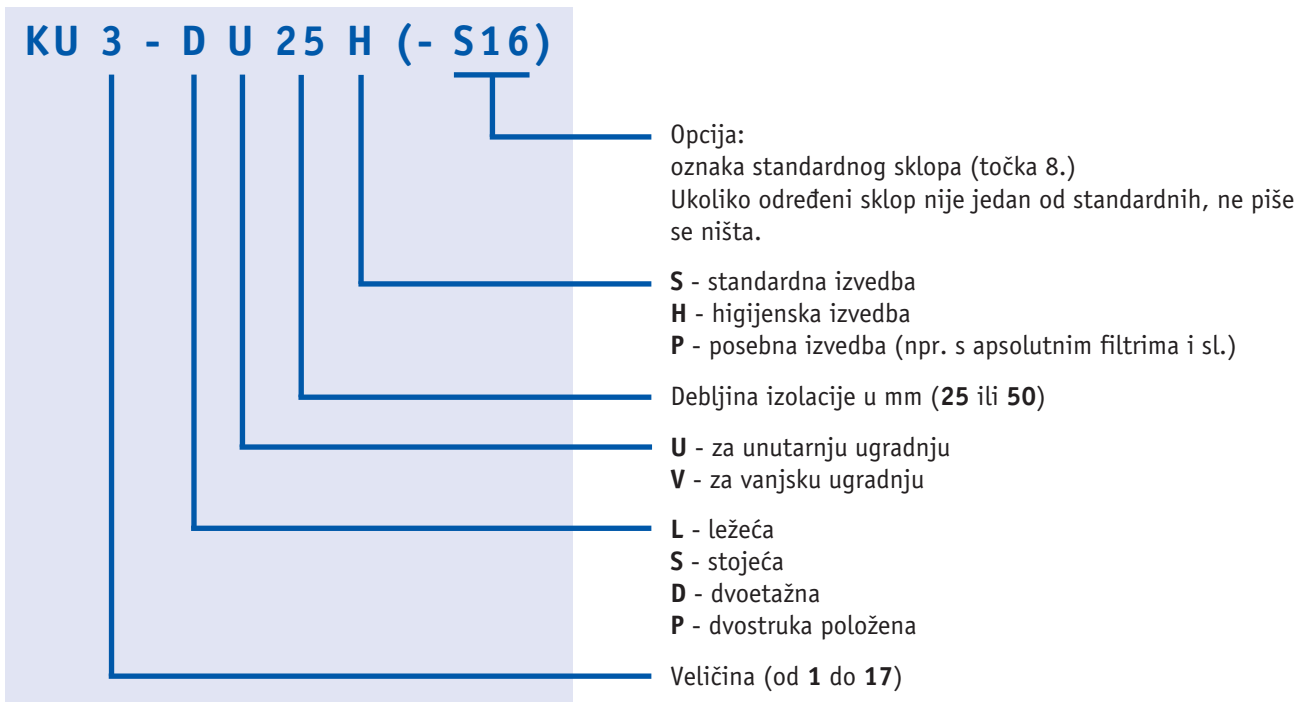 KU 3 - D U 25 H (- S16)
Opcija:
oznaka standardnog sklopa (točka 8.)
Ukoliko određeni sklop nije jedan od standardnih, ne piše
se ništa.
S - standardna izvedba
H - higijenska izvedba
P - posebna izvedba (npr. s apsolutnim filtrima i sl.)
Debljina izolacije u mm (25 ili 50)
U - za unutarnju ugradnju
V - za vanjsku ugradnju
L - ležeća
S - stojeća
D - dvoetažna
P - dvostruka položena
Veličina (od 1 do 17)